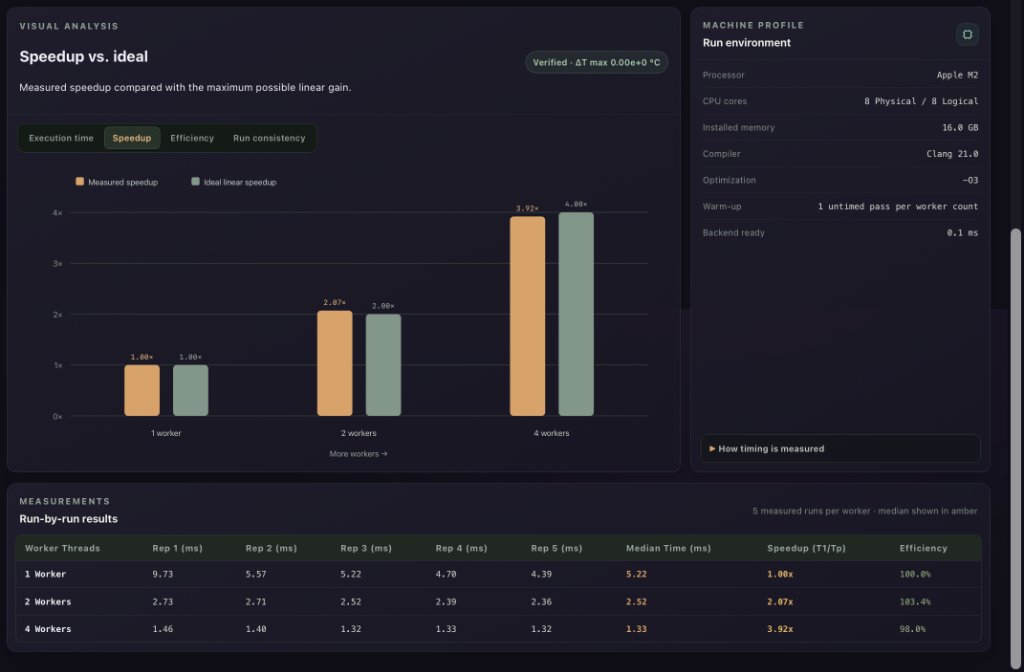 VISUAL ANALYSIS
Speedup vs. ideal
Verified · ΔT max 0.00e+0 °C
Measured speedup compared with the maximum possible linear gain.
Execution time Speedup Efficiency Run consistency
Measured speedup Ideal linear speedup
4×
3×
2×
1×
0×
1.00× 1.00×
2.07× 2.00×
3.92× 4.00×
1 worker 2 workers 4 workers
More workers →
MACHINE PROFILE
Run environment
Processor Apple M2
CPU cores 8 Physical / 8 Logical
Installed memory 16.0 GB
Compiler Clang 21.0
Optimization -O3
Warm-up 1 untimed pass per worker count
Backend ready 0.1 ms
▶ How timing is measured
MEASUREMENTS
Run-by-run results
5 measured runs per worker · median shown in amber
Worker Threads Rep 1 (ms) Rep 2 (ms) Rep 3 (ms) Rep 4 (ms) Rep 5 (ms) Median Time (ms) Speedup (T1/Tp) Efficiency
1 Worker 9.73 5.57 5.22 4.70 4.39 5.22 1.00x 100.0%
2 Workers 2.73 2.71 2.52 2.39 2.36 2.52 2.07x 103.4%
4 Workers 1.46 1.40 1.32 1.33 1.32 1.33 3.92x 98.0%